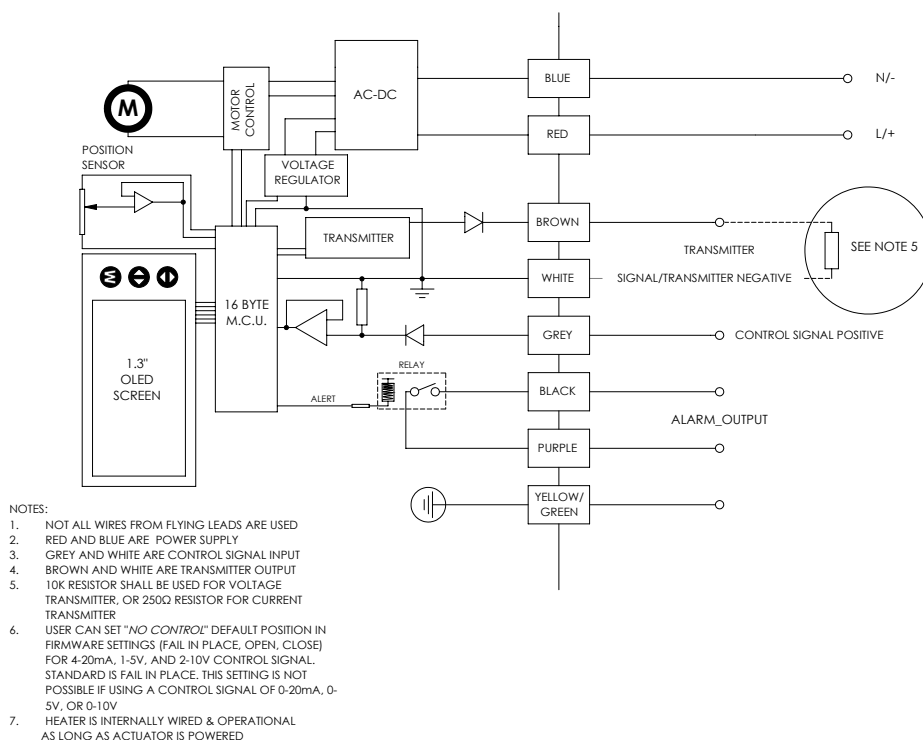 BLUE
N/-
AC-DC
M
MOTOR
CONTROL
RED
L/+
POSITION
SENSOR
VOLTAGE
REGULATOR
BROWN
TRANSMITTER
TRANSMITTER
SEE NOTE 5
WHITE
SIGNAL/TRANSMITTER NEGATIVE
16 BYTE
M.C.U.
GREY
CONTROL SIGNAL POSITIVE
1.3"
OLED
SCREEN
RELAY
BLACK
ALERT
ALARM_OUTPUT
PURPLE
YELLOW/
GREEN
NOTES:
1. NOT ALL WIRES FROM FLYING LEADS ARE USED
2. RED AND BLUE ARE POWER SUPPLY
3. GREY AND WHITE ARE CONTROL SIGNAL INPUT
4. BROWN AND WHITE ARE TRANSMITTER OUTPUT
5. 10K RESISTOR SHALL BE USED FOR VOLTAGE
TRANSMITTER, OR 250Ω RESISTOR FOR CURRENT
TRANSMITTER
6. USER CAN SET "NO CONTROL" DEFAULT POSITION IN
FIRMWARE SETTINGS (FAIL IN PLACE, OPEN, CLOSE)
FOR 4-20mA, 1-5V, AND 2-10V CONTROL SIGNAL.
STANDARD IS FAIL IN PLACE. THIS SETTING IS NOT
POSSIBLE IF USING A CONTROL SIGNAL OF 0-20mA, 0-
5V, OR 0-10V
7. HEATER IS INTERNALLY WIRED & OPERATIONAL
AS LONG AS ACTUATOR IS POWERED